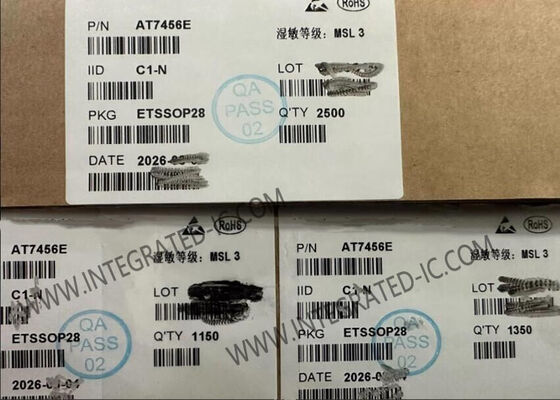 RoHS
P/N AT7456E
湿敏等级: MSL 3
IID C1-N
LOT
QA PASS 02
PKG ETSSOP28
Q'TY 2500
DATE 2026-
WWW.INTEGRATED-IC.COM
RoHS
AT7456E
湿敏等级: MSL 3
C1-N
LOT
QA PASS 02
ETSSOP28
Q'TY 1150
2026-
RoHS
P/N AT7456E
湿敏等级: MSL 3
IID C1-N
LOT
QA PASS 02
PKG ETSSOP28
Q'TY 1350
DATE 2026-
WWW.INTEGRATED-IC.COM